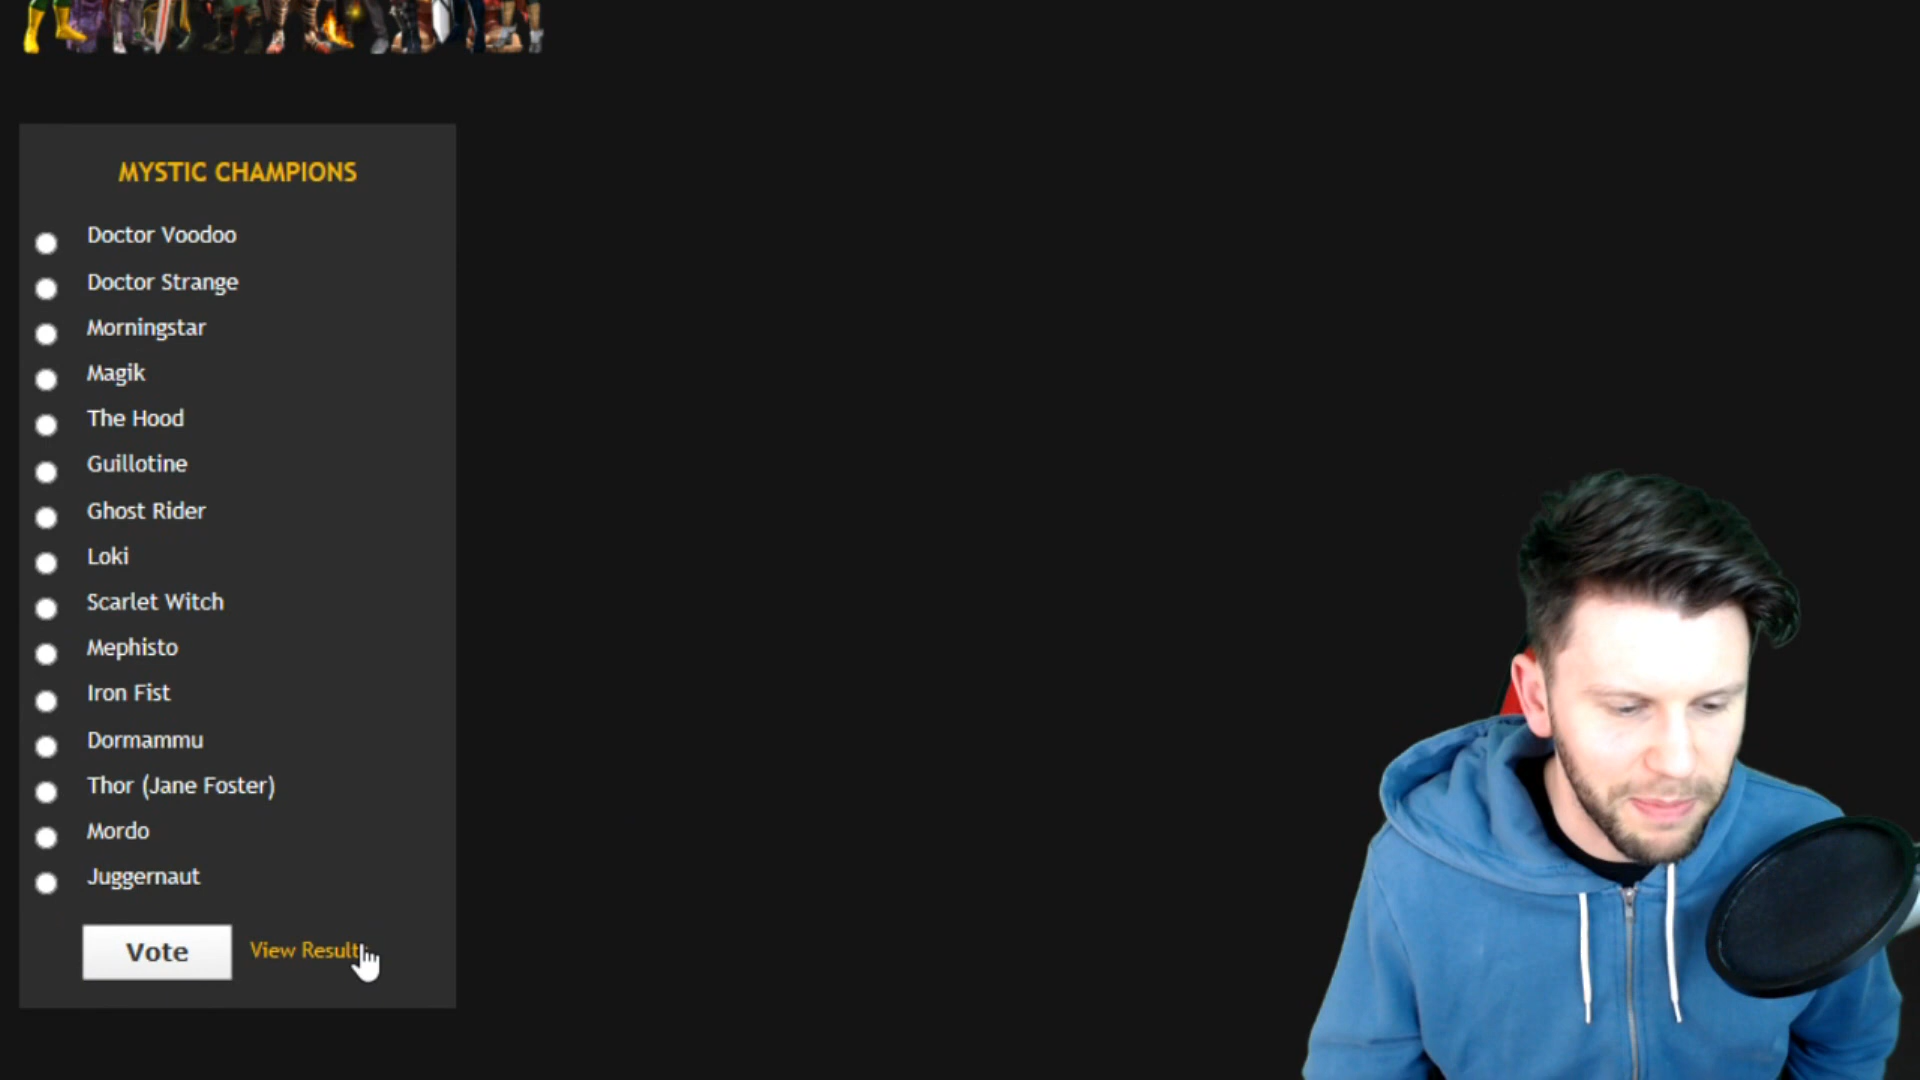 MYSTIC CHAMPIONS
Doctor Voodoo
Doctor Strange
Morningstar
Magik
The Hood
Guillotine
Ghost Rider
Loki
Scarlet Witch
Mephisto
Iron Fist
Dormammu
Thor (Jane Foster)
Mordo
Juggernaut
Vote View Result